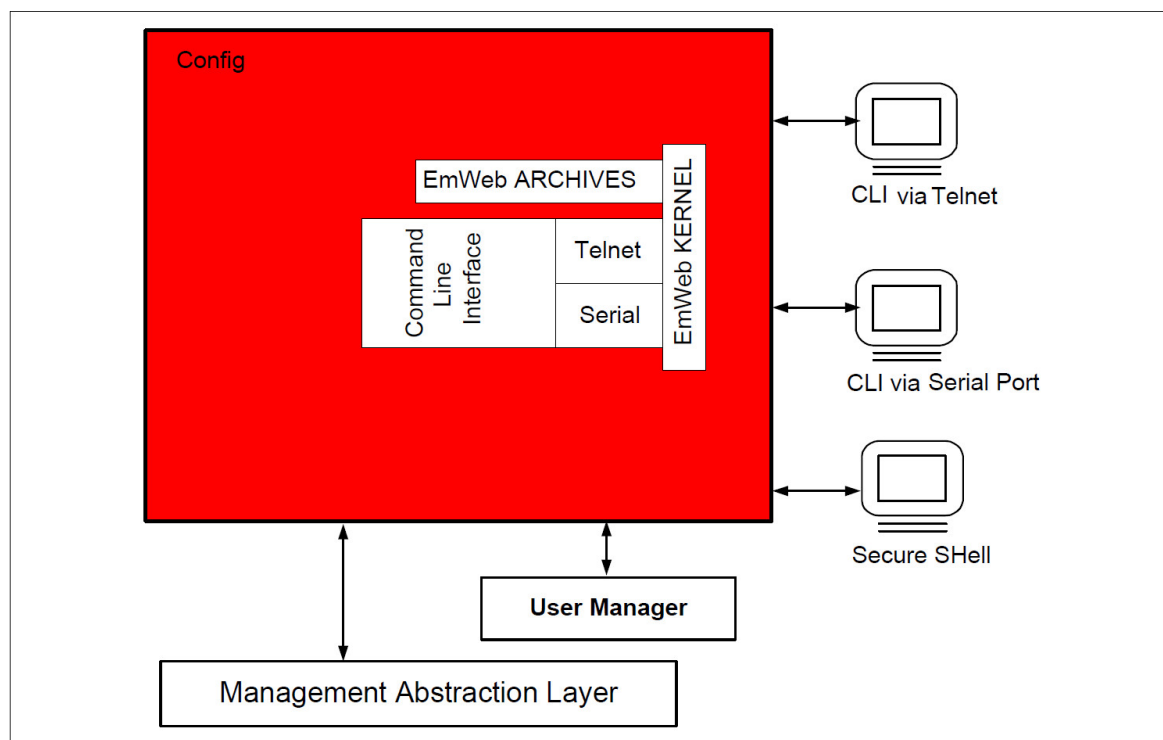 Config
EmWeb ARCHIVES
EmWeb KERNEL
Command
Line
Interface
Telnet
Serial
CLI via Telnet
CLI via Serial Port
Secure SHell
User Manager
Management Abstraction Layer